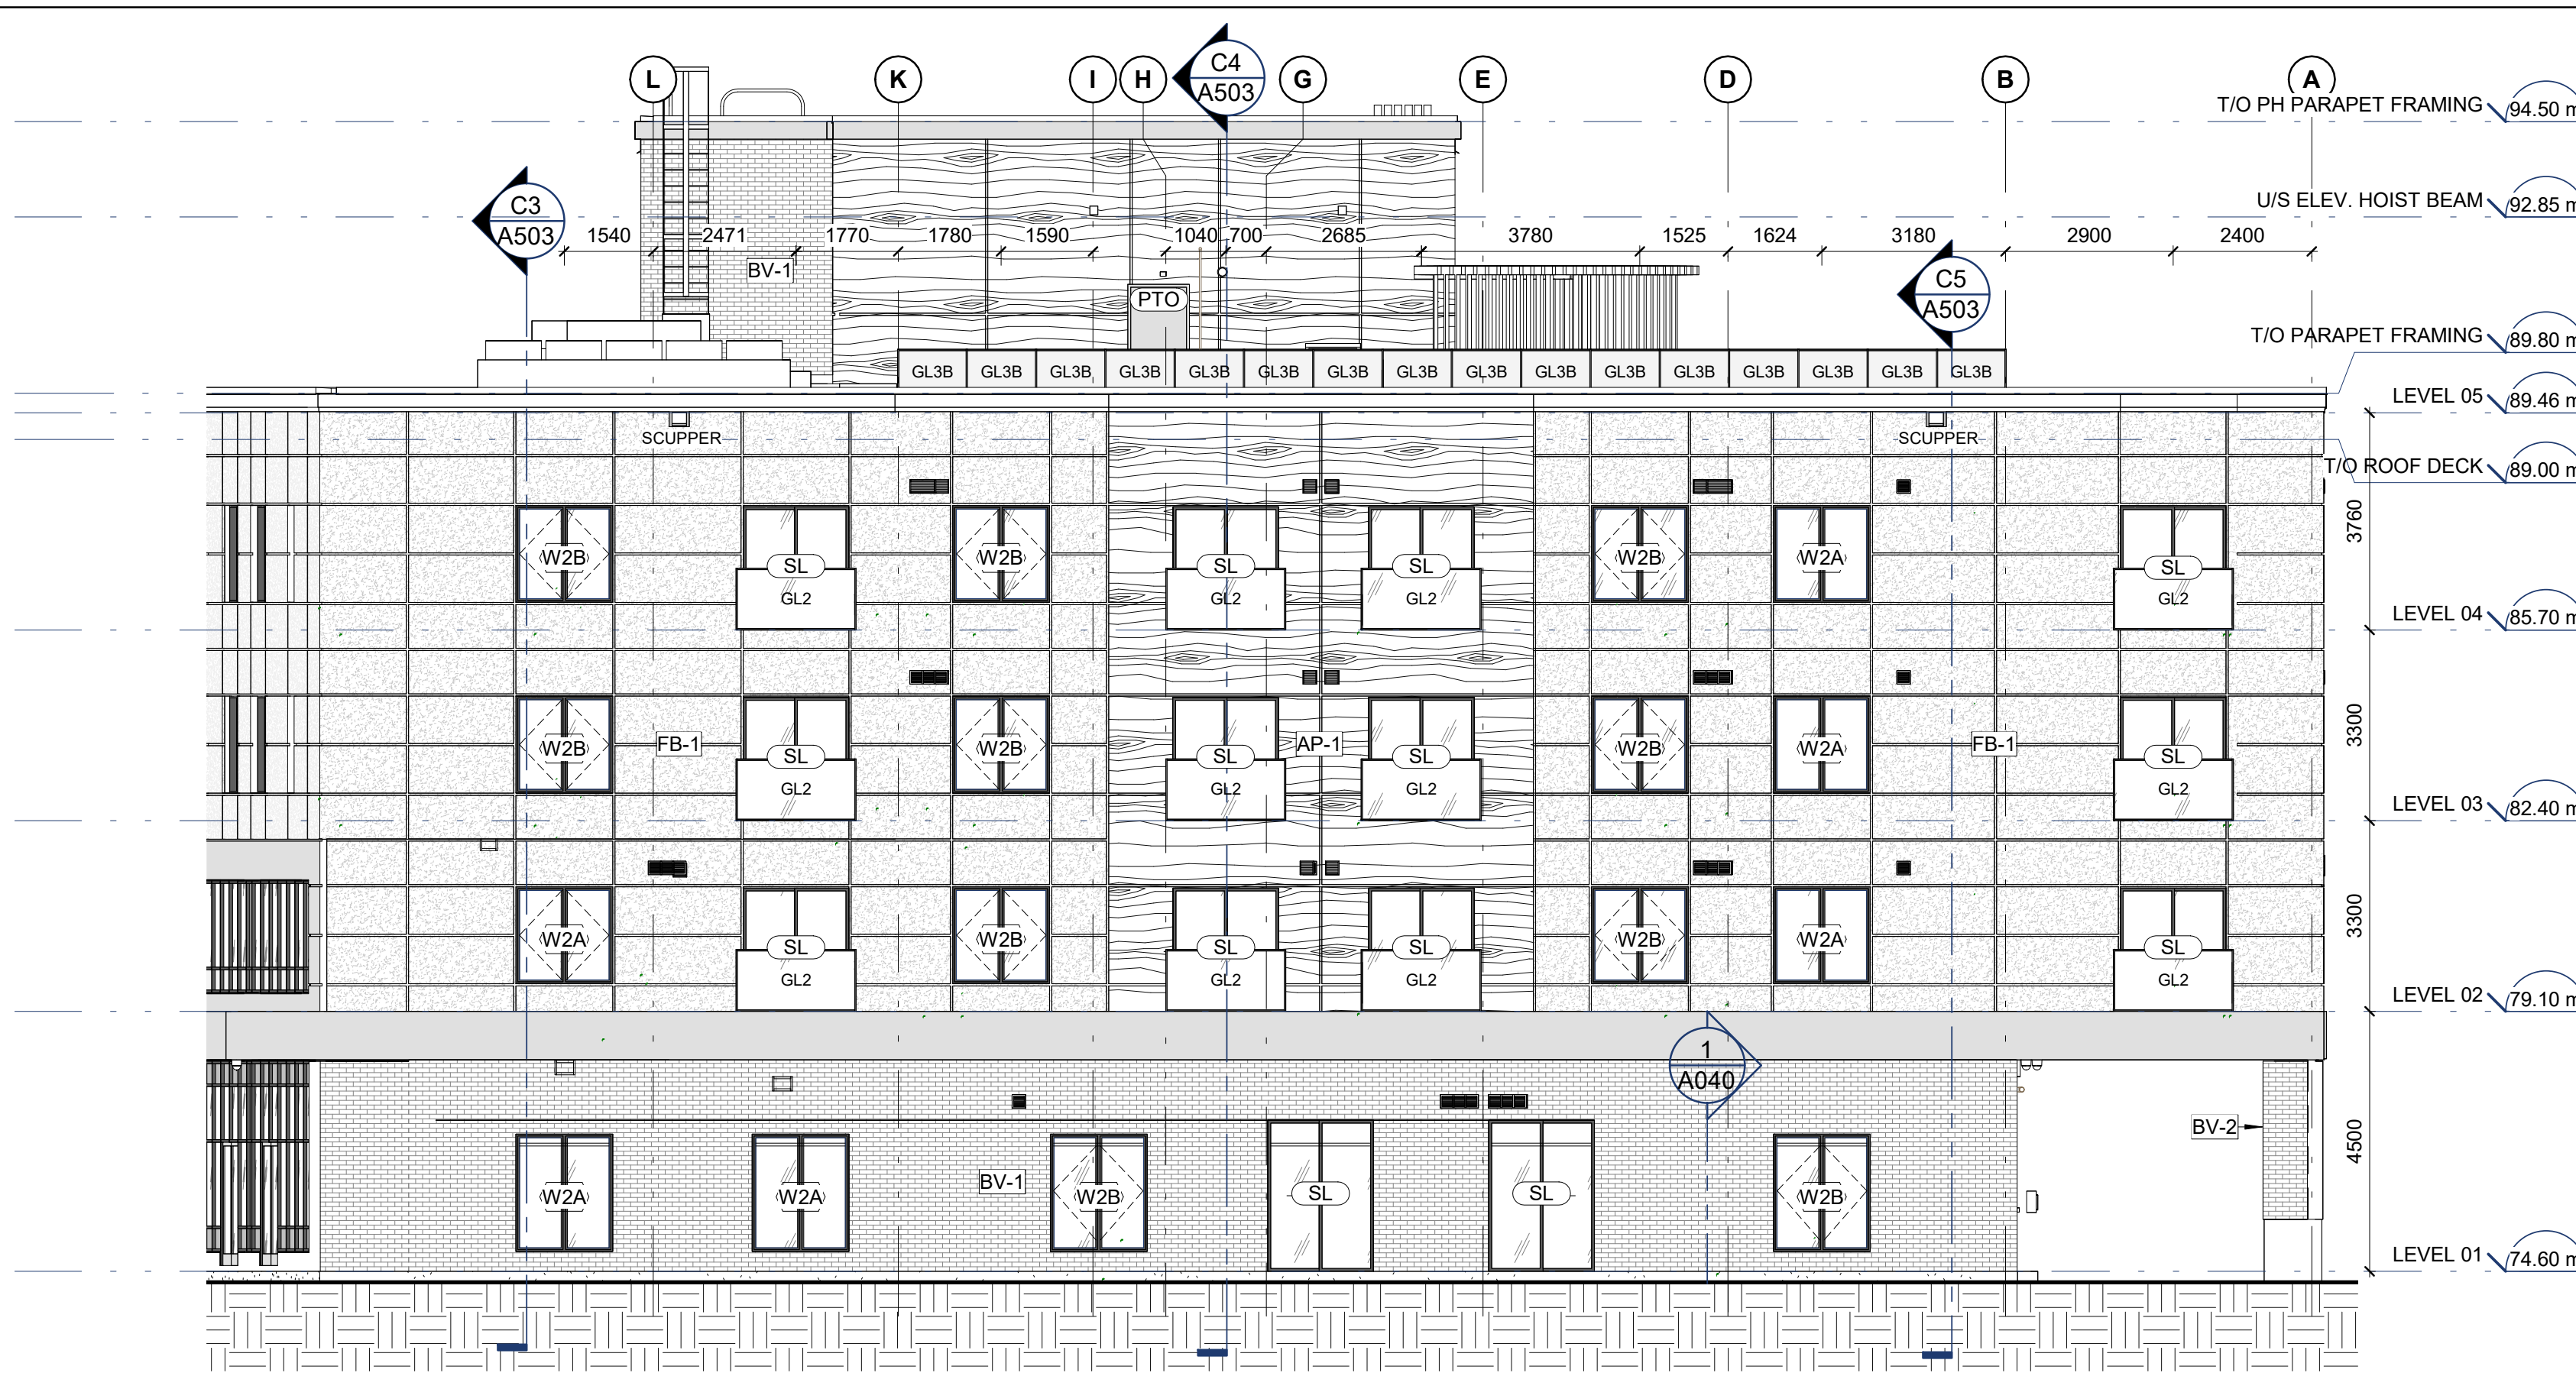 L
K
I
H
C4
A503
G
E
D
B
A
T/O PH PARAPET FRAMING
94.50 m
C3
A503
U/S ELEV. HOIST BEAM
92.85 m
1540
2471
1770
1780
1590
1040
700
2685
3780
1525
1624
3180
2900
2400
BV-1
PTO
C5
A503
T/O PARAPET FRAMING
89.80 m
GL3B GL3B GL3B GL3B GL3B GL3B GL3B GL3B GL3B GL3B GL3B GL3B GL3B GL3B GL3B GL3B
LEVEL 05
89.46 m
SCUPPER
SCUPPER
T/O ROOF DECK
89.00 m
3760
W2B
SL
GL2
W2B
SL
GL2
SL
GL2
W2B
W2A
SL
GL2
LEVEL 04
85.70 m
3300
W2B
FB-1
SL
GL2
W2B
SL
GL2
AP-1
SL
GL2
W2B
W2A
FB-1
SL
GL2
LEVEL 03
82.40 m
3300
W2A
SL
GL2
W2B
SL
GL2
SL
GL2
W2B
W2A
SL
GL2
LEVEL 02
79.10 m
1
A040
BV-2
4500
W2A
W2A
BV-1
W2B
SL
SL
W2B
LEVEL 01
74.60 m